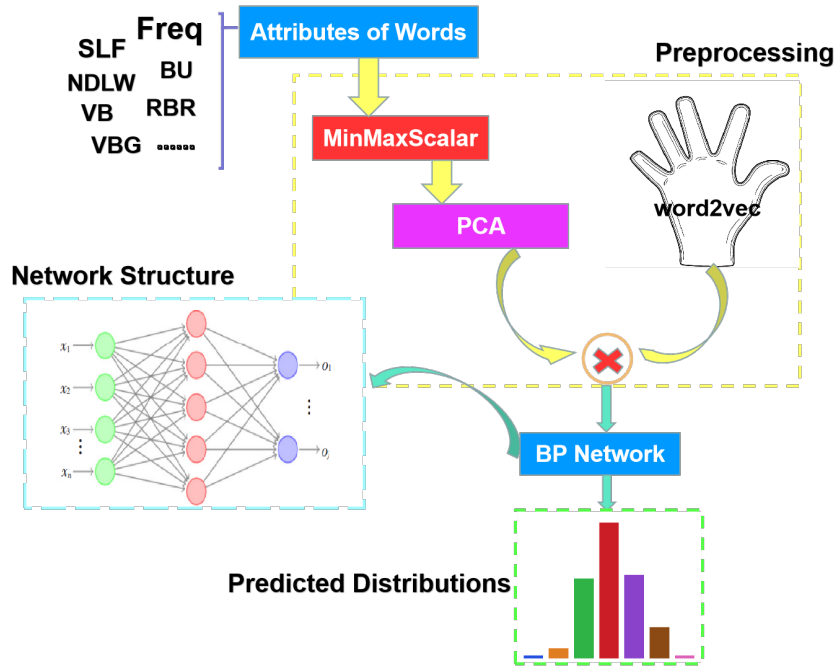 Freq
Attributes of Words
SLF
BU
NDLW
VB
RBR
VBG
......
Preprocessing
MinMaxScalar
word2vec
PCA
Network Structure
x₁
o₁
x₂
x₃
⋮
⋮
xₙ
oⱼ
BP Network
Predicted Distributions